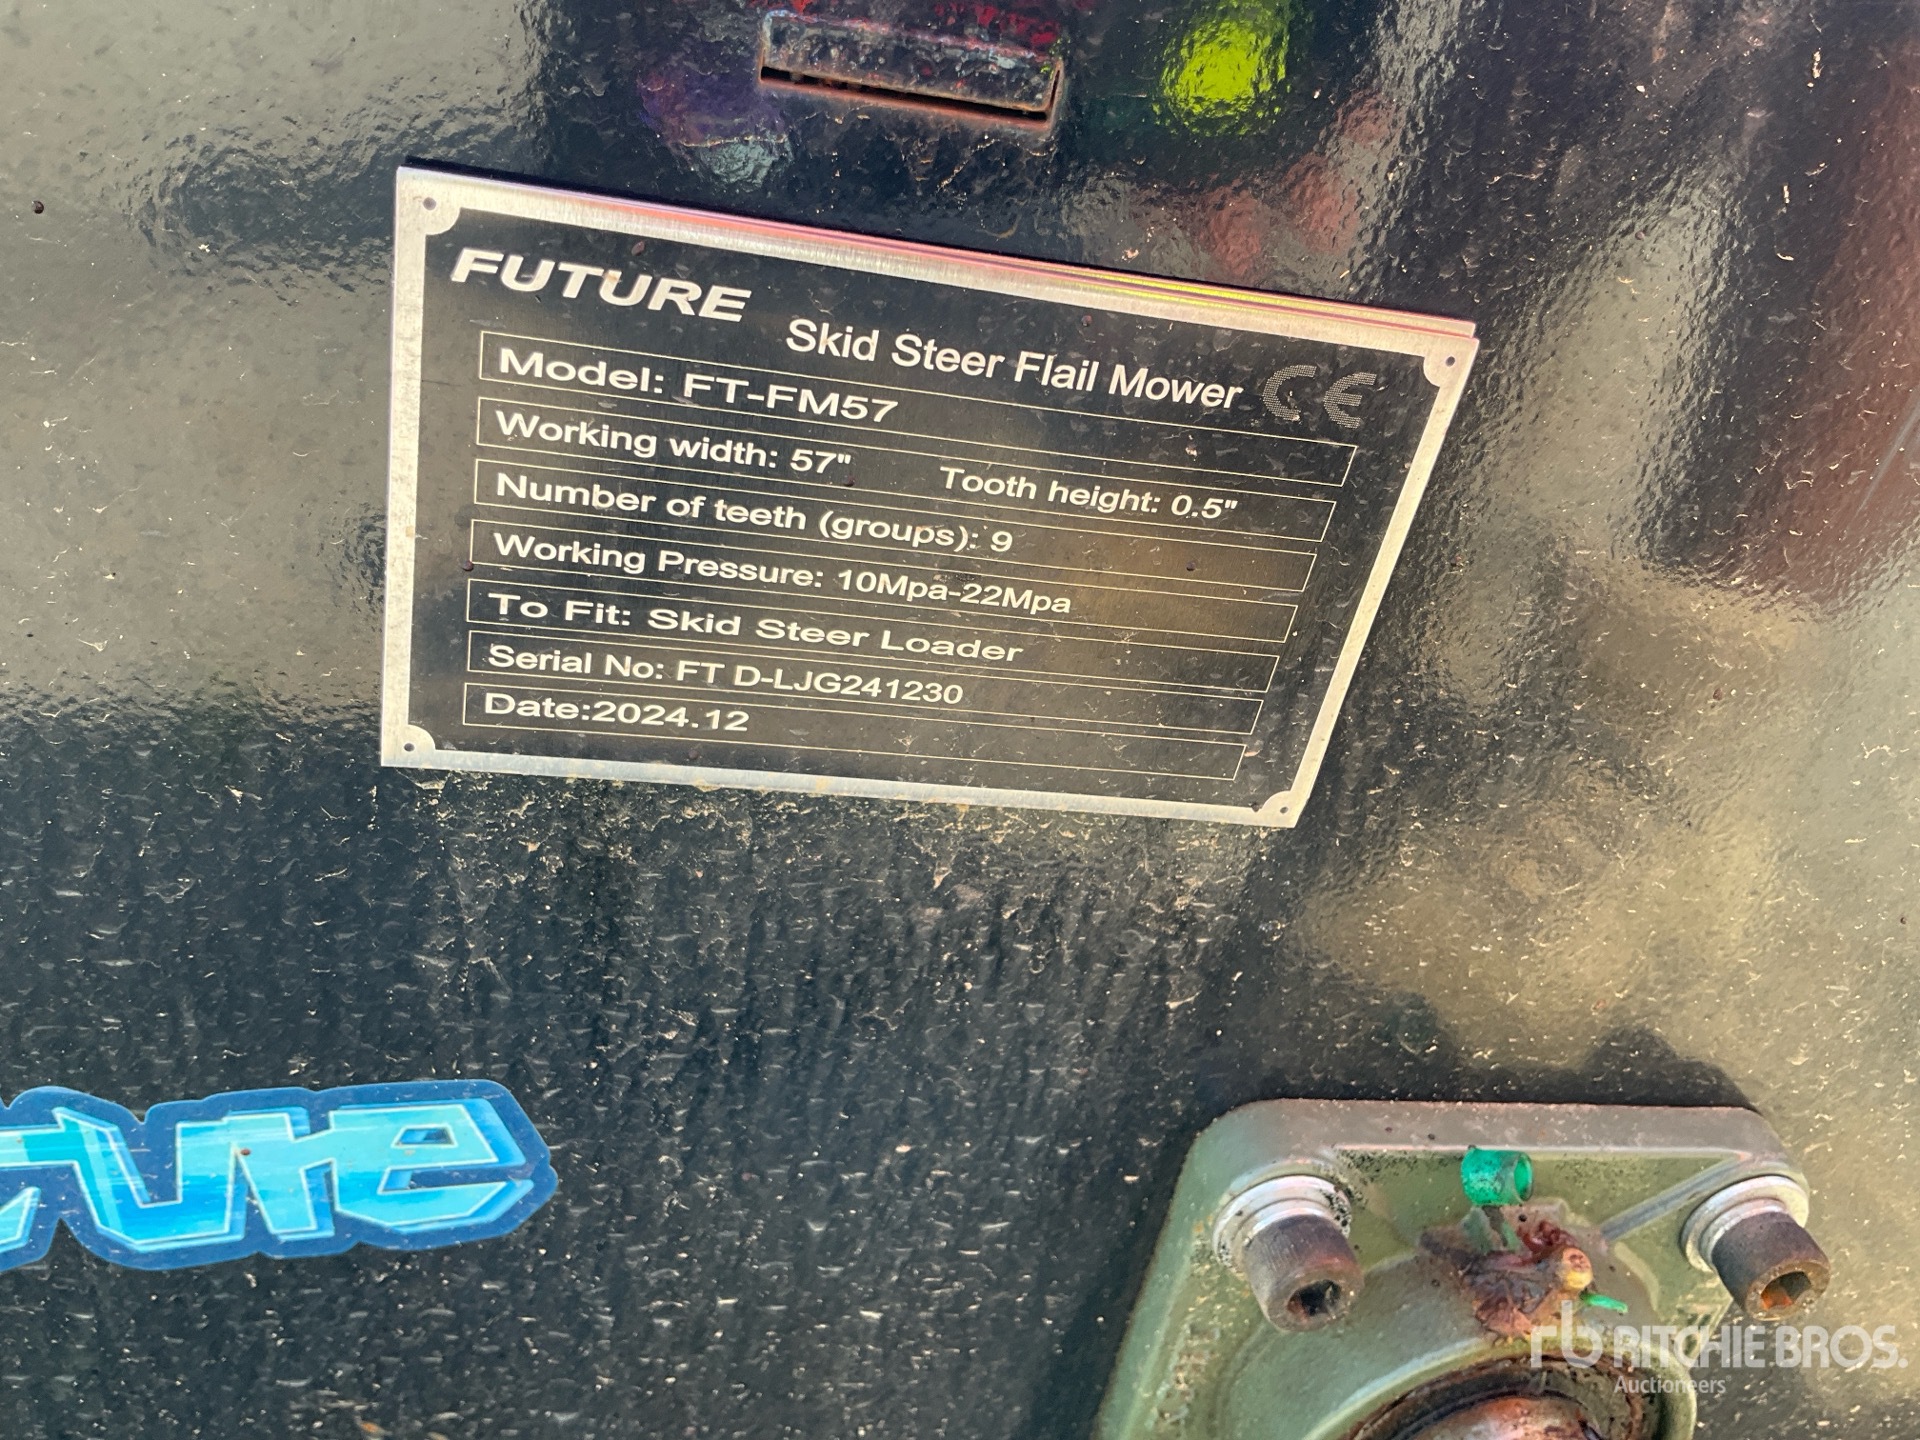 FUTURE
Skid Steer Flail Mower CE
Model: FT-FM57
Working width: 57" Tooth height: 0.5"
Number of teeth (groups): 9
Working Pressure: 10Mpa-22Mpa
To Fit: Skid Steer Loader
Serial No: FT D-LJG241230
Date:2024.12
ure
rb RITCHIE BROS.
Auctioneers